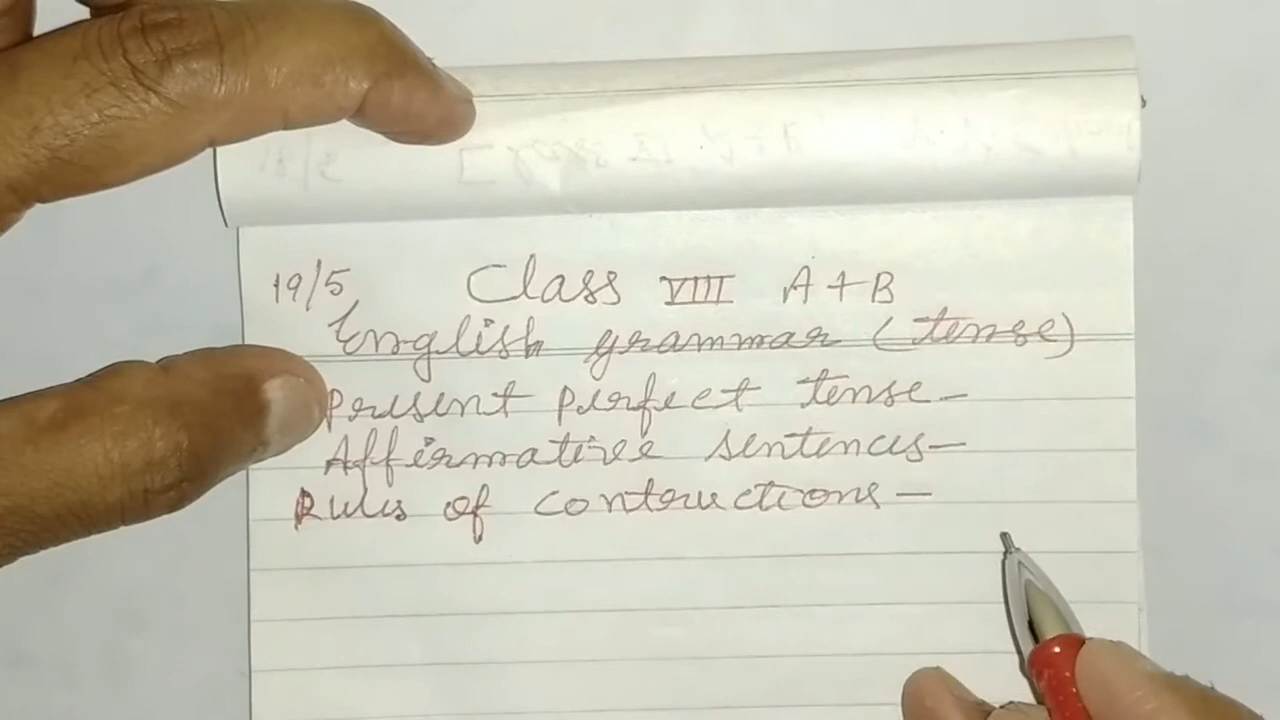 19/5 Class VIII A+B
English grammar (tense)
Present perfect tense-
Affirmative sentences-
Rules of contructions-